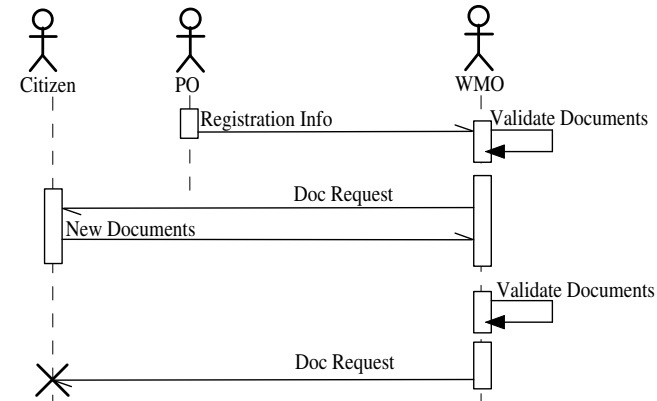 Citizen
PO
WMO
Registration Info
Validate Documents
Doc Request
New Documents
Validate Documents
Doc Request